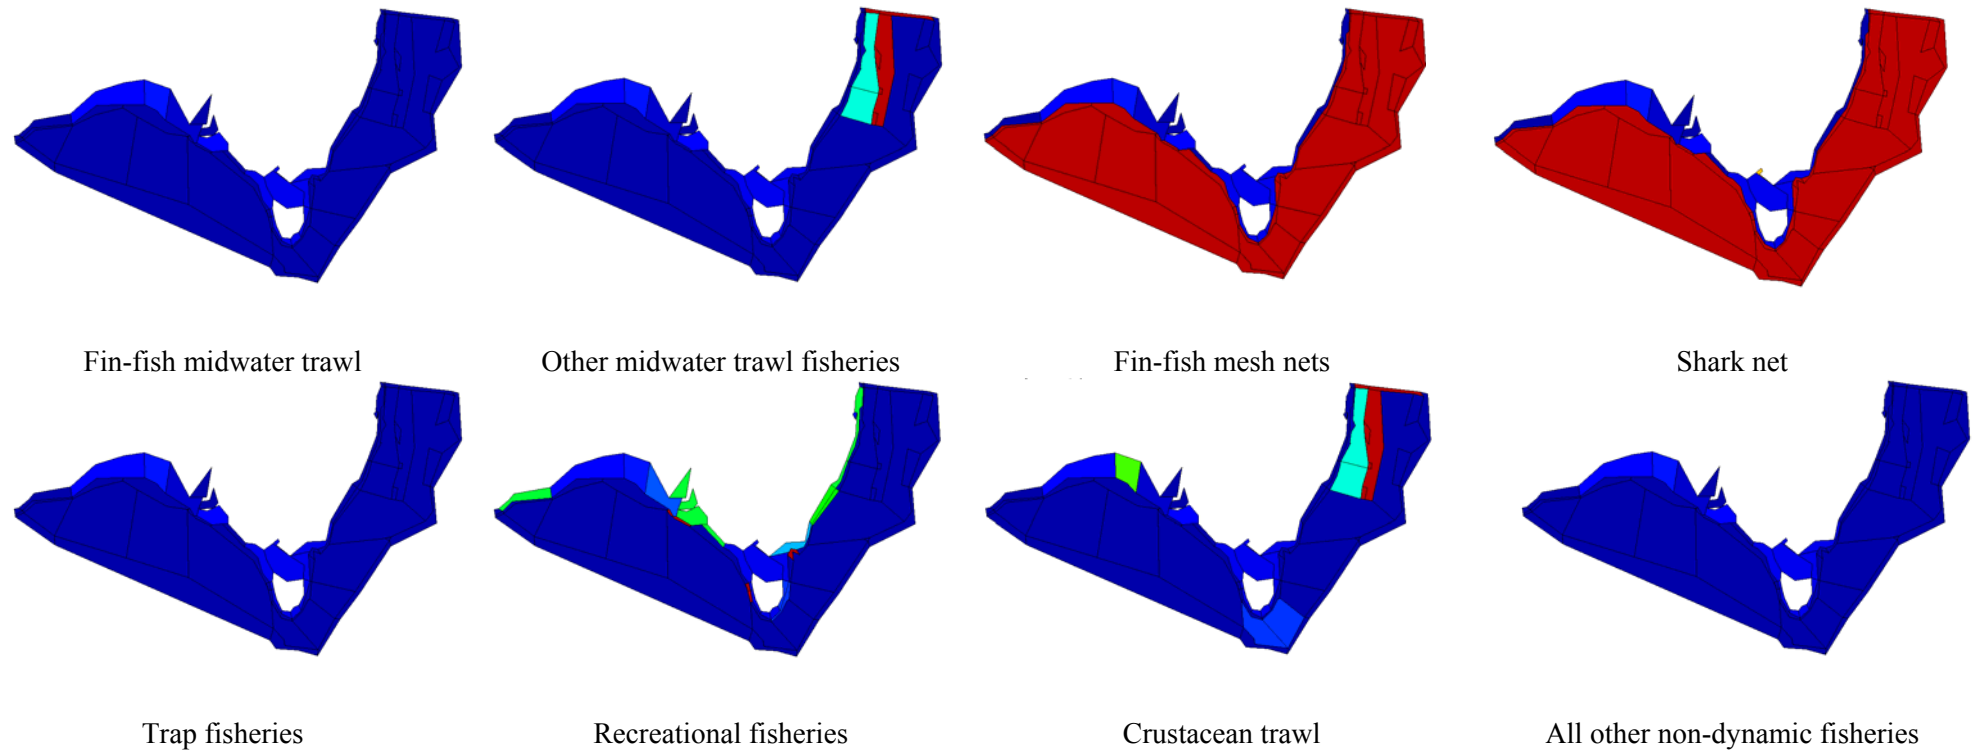 Fin-fish midwater trawl
Other midwater trawl fisheries
Fin-fish mesh nets
Shark net
Trap fisheries
Recreational fisheries
Crustacean trawl
All other non-dynamic fisheries